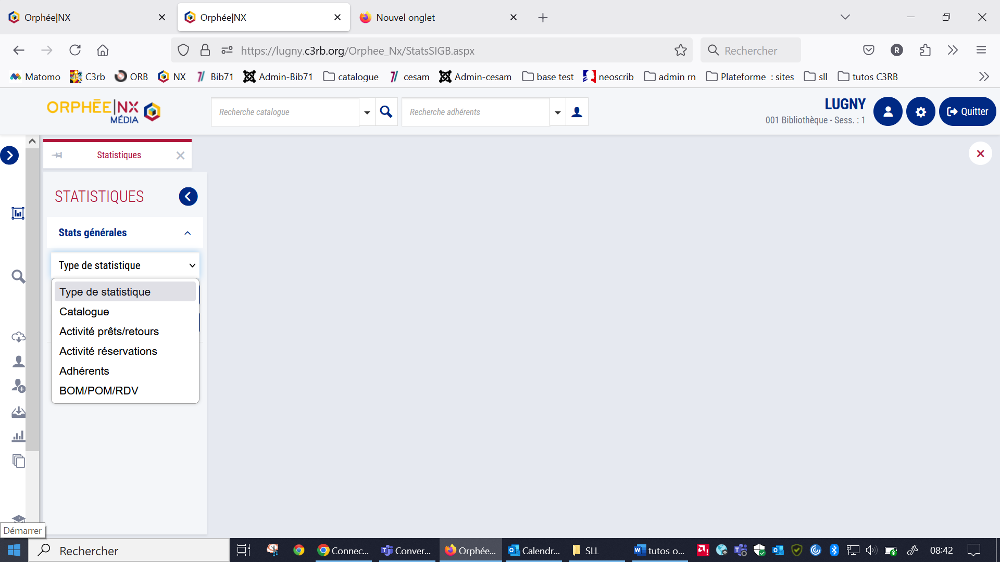 Orphée|NX
Orphée|NX
Nouvel onglet
https://lugny.c3rb.org/Orphee_Nx/StatsSIGB.aspx
Rechercher
R
Matomo C3rb ORB NX Bib71 Admin-Bib71 catalogue cesam Admin-cesam base test neoscrib admin rn Plateforme : sites sll tutos C3RB
ORPHĒE|NX
MÉDIA
Recherche catalogue
Recherche adhérents
LUGNY
001 Bibliothèque - Sess. : 1
Quitter
Statistiques
STATISTIQUES
Stats générales
Type de statistique
Type de statistique
Catalogue
Activité prêts/retours
Activité réservations
Adhérents
BOM/POM/RDV
Démarrer
Rechercher
Connec...
Conver...
Orphée...
Calendr...
SLL
tutos o...
08:42